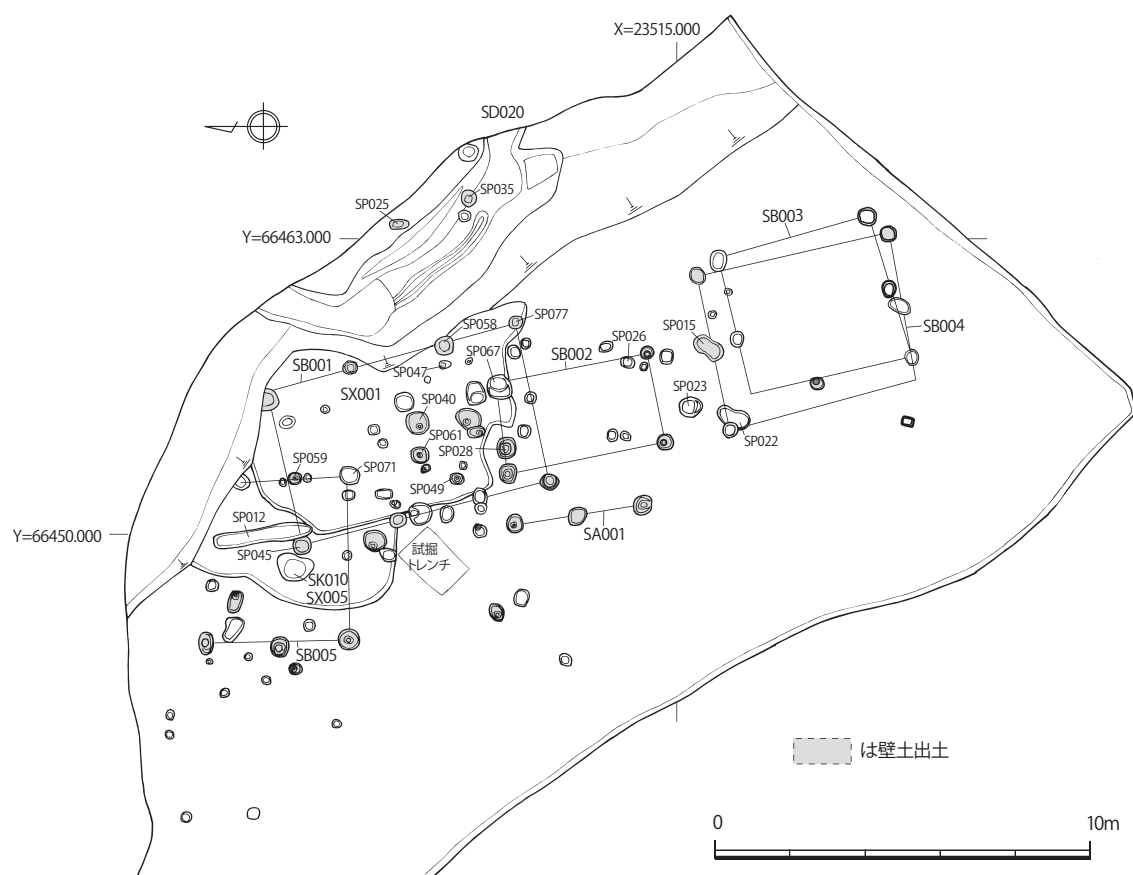 X=23515.000
SD020
SP035
SP025
Y=66463.000
SB003
SP058
SP077
SB004
SP015
SP026
SP067
SB002
SB001
SP047
SX001
SP040
SP023
SP061
SP028
SP022
SP059
SP071
SP049
SP012
Y=66450.000
SA001
SP045
試掘
トレンチ
SK010
SX005
SB005
は壁土出土
0
10m